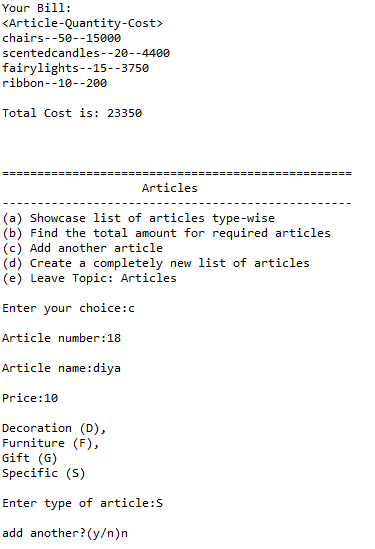 Your Bill:
<Article-Quantity-Cost>
chairs--50--15000
scentedcandles--20--4400
fairylights--15--3750
ribbon--10--200
Total Cost is: 23350
==================================================
Articles
--------------------------------------------------
(a) Showcase list of articles type-wise
(b) Find the total amount for required articles
(c) Add another article
(d) Create a completely new list of articles
(e) Leave Topic: Articles
Enter your choice:c
Article number:18
Article name:diya
Price:10
Decoration (D),
Furniture (F),
Gift (G)
Specific (S)
Enter type of article:S
add another?(y/n)n